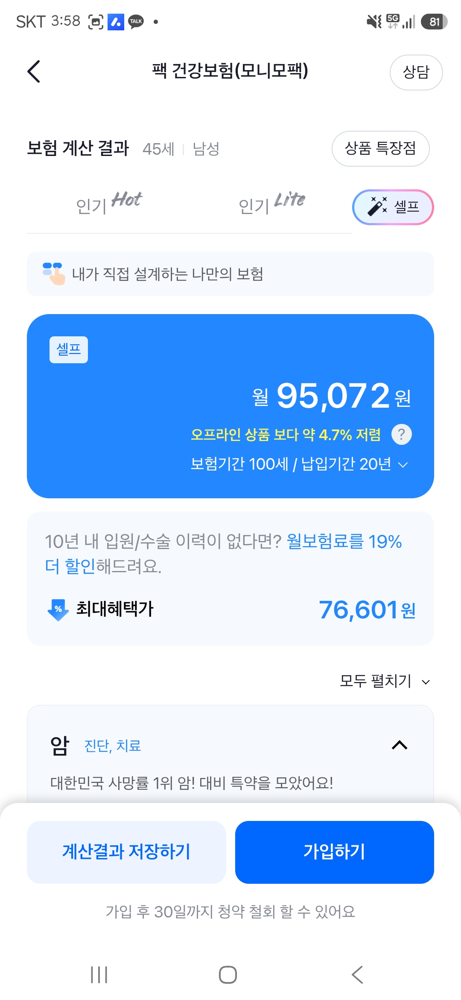 SKT 3:58 TALK 5G 81
팩 건강보험(모니모팩)
상담
보험 계산 결과 45세 남성
상품 특장점
인기 Hot 인기 Lite 셀프
내가 직접 설계하는 나만의 보험
셀프
월 95,072원
오프라인 상품 보다 약 4.7% 저렴 ?
보험기간 100세 / 납입기간 20년
10년 내 입원/수술 이력이 없다면? 월보험료를 19%
더 할인해드려요.
% 최대혜택가 76,601원
모두 펼치기
암 진단, 치료
대한민국 사망률 1위 암! 대비 특약을 모았어요!
계산결과 저장하기 가입하기
가입 후 30일까지 청약 철회 할 수 있어요